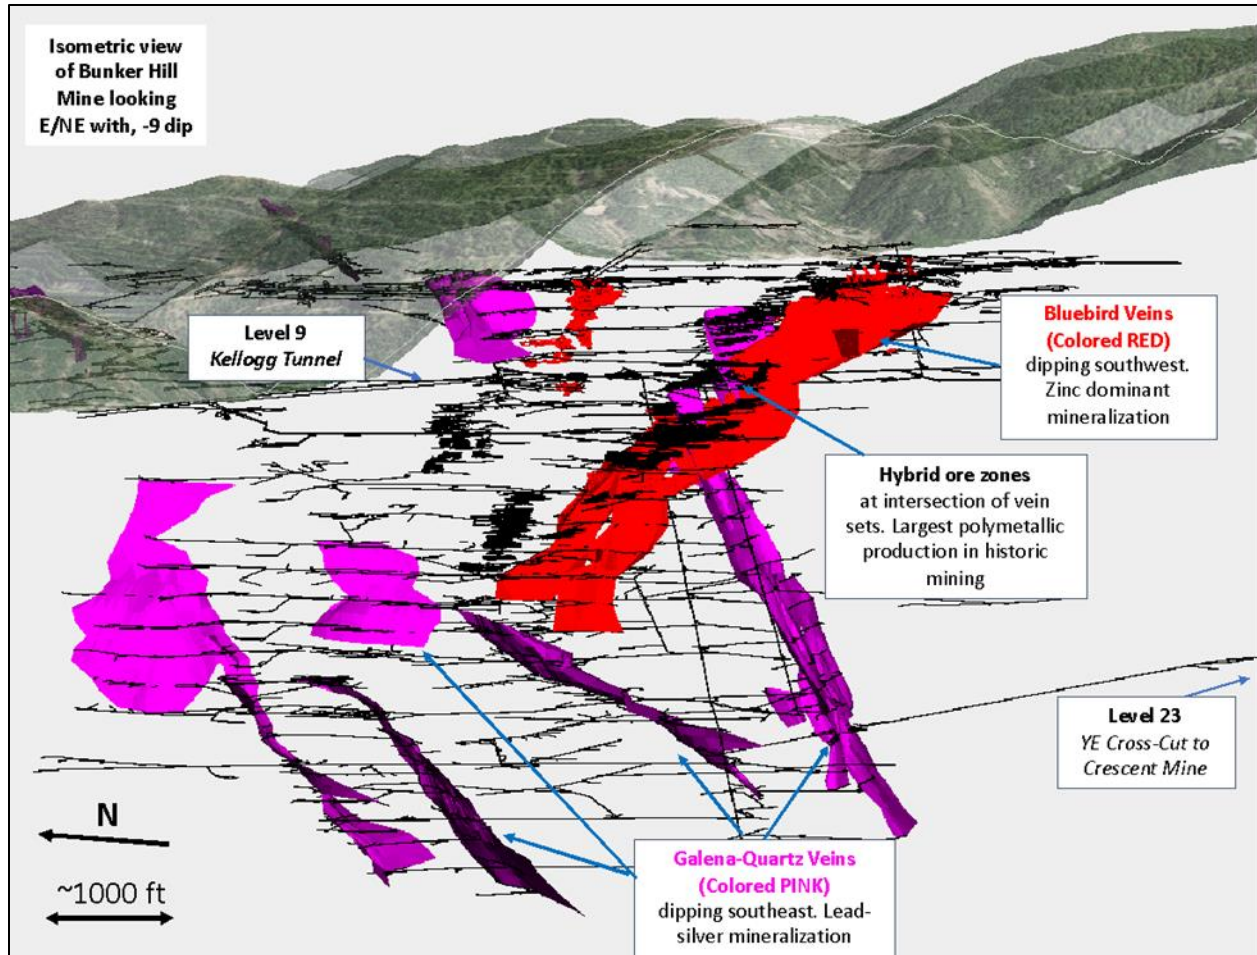 Isometric view
of Bunker Hill
Mine looking
E/NE with, -9 dip
Level 9
Kellogg Tunnel
Bluebird Veins
(Colored RED)
dipping southwest.
Zinc dominant
mineralization
Hybrid ore zones
at intersection of vein
sets. Largest polymetallic
production in historic
mining
Level 23
YE Cross-Cut to
Crescent Mine
N
~1000 ft
Galena-Quartz Veins
(Colored PINK)
dipping southeast. Lead-
silver mineralization